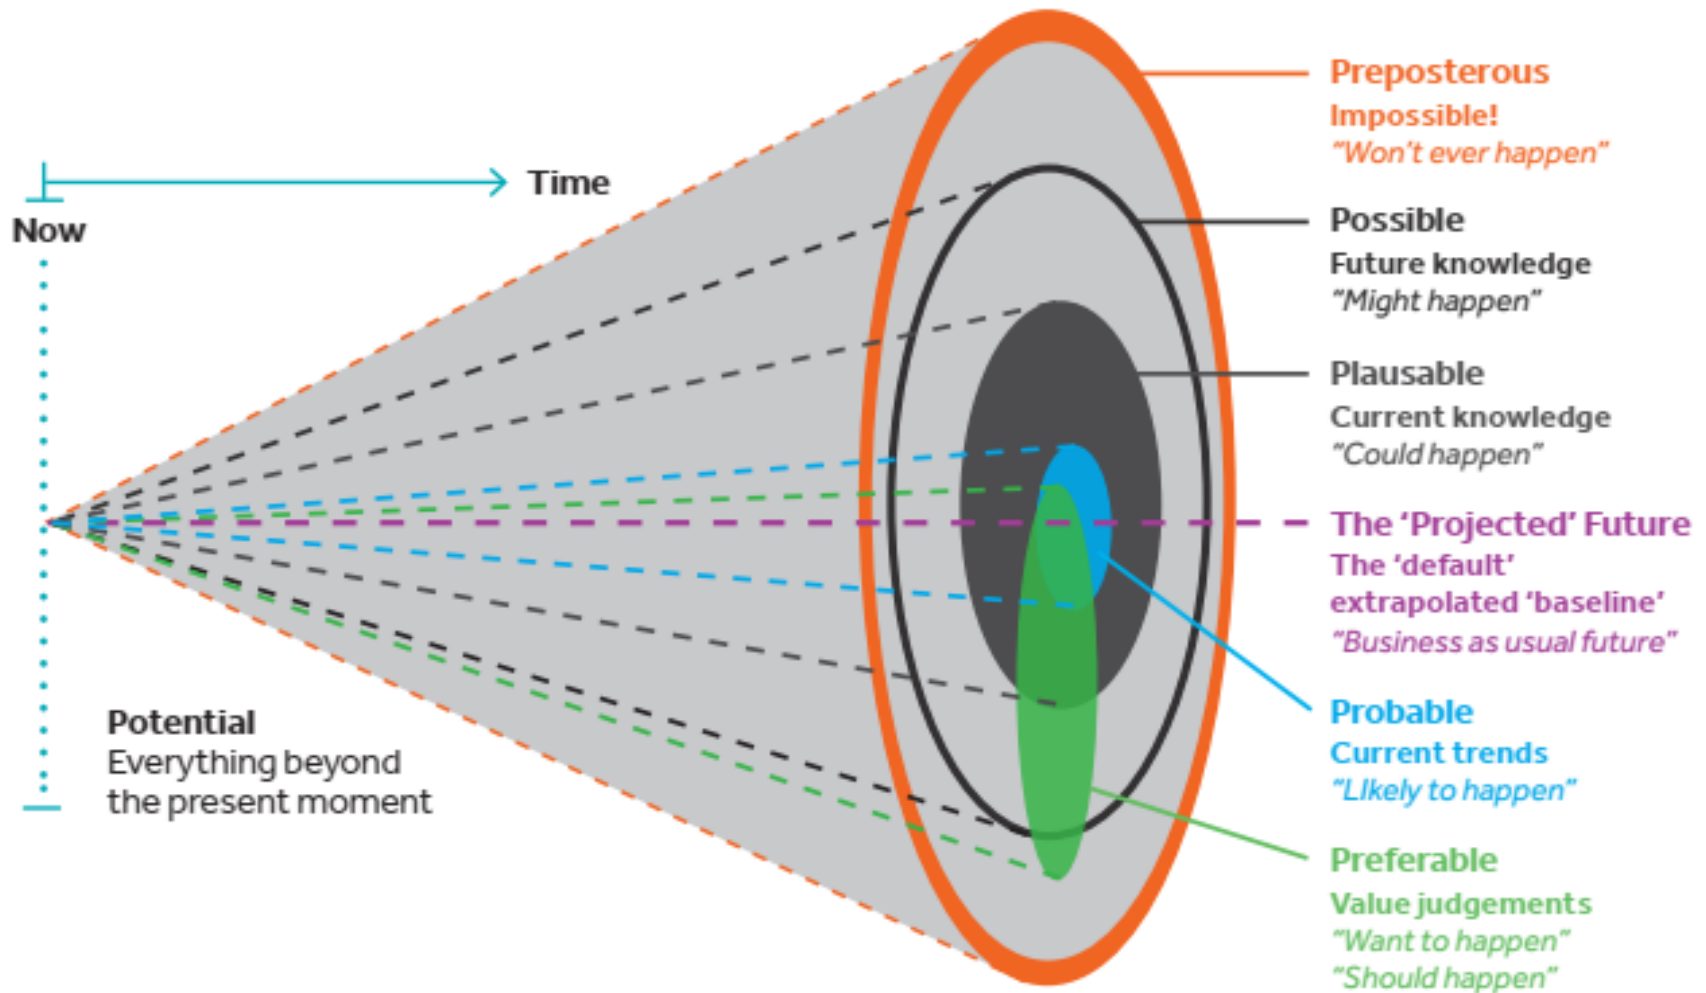 Time
Now
Potential
Everything beyond
the present moment
Preposterous
Impossible!
“Won’t ever happen”
Possible
Future knowledge
“Might happen”
Plausable
Current knowledge
“Could happen”
The ‘Projected’ Future
The ‘default’
extrapolated ‘baseline’
“Business as usual future”
Probable
Current trends
“LIkely to happen”
Preferable
Value judgements
“Want to happen”
“Should happen”